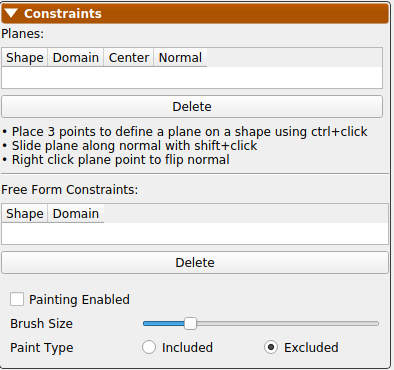 Constraints
Planes:
Shape Domain Center Normal
Delete
• Place 3 points to define a plane on a shape using ctrl+click
• Slide plane along normal with shift+click
• Right click plane point to flip normal
Free Form Constraints:
Shape Domain
Delete
Painting Enabled
Brush Size
Paint Type Included Excluded